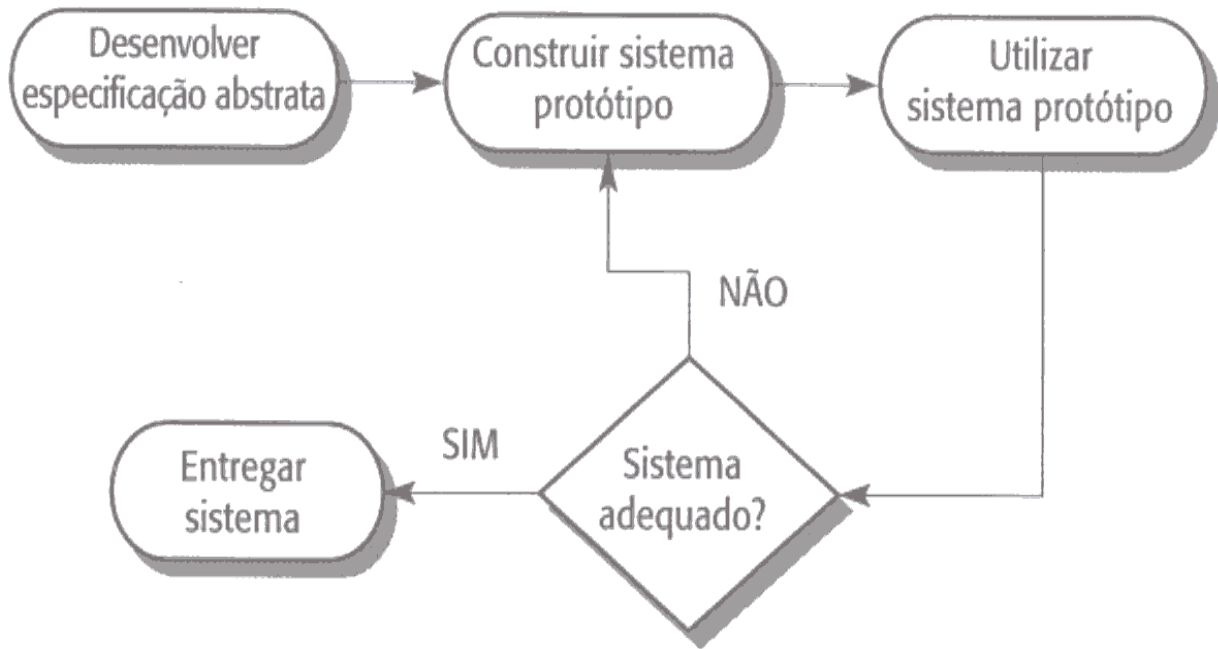 Desenvolver
especificação abstrata
Construir sistema
protótipo
Utilizar
sistema protótipo
NÃO
SIM
Entregar
sistema
Sistema
adequado?